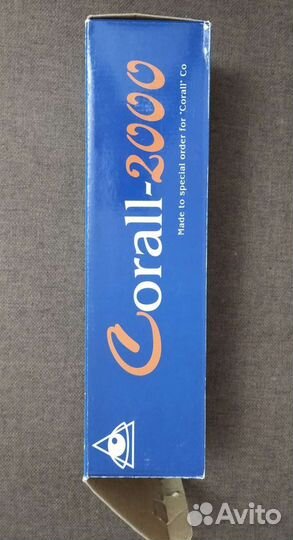 Corall-2000
Made to special order for "Corall" Co
Avito